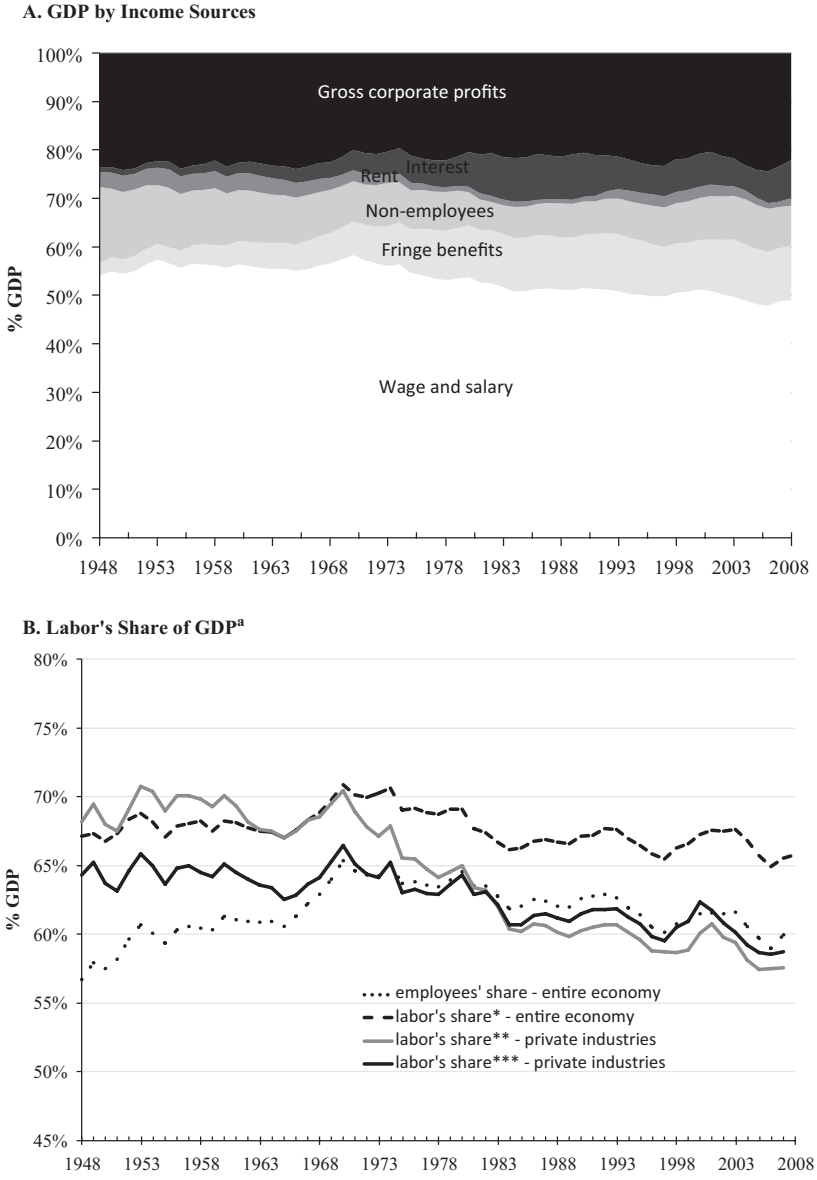 A. GDP by Income Sources
100%
90%
80%
70%
60%
50%
40%
30%
20%
10%
0%
% GDP
Gross corporate profits
Interest
Rent
Non-employees
Fringe benefits
Wage and salary
1948 1953 1958 1963 1968 1973 1978 1983 1988 1993 1998 2003 2008
B. Labor's Share of GDPª
80%
75%
70%
65%
60%
55%
50%
45%
% GDP
employees' share - entire economy
labor's share* - entire economy
labor's share** - private industries
labor's share*** - private industries
1948 1953 1958 1963 1968 1973 1978 1983 1988 1993 1998 2003 2008